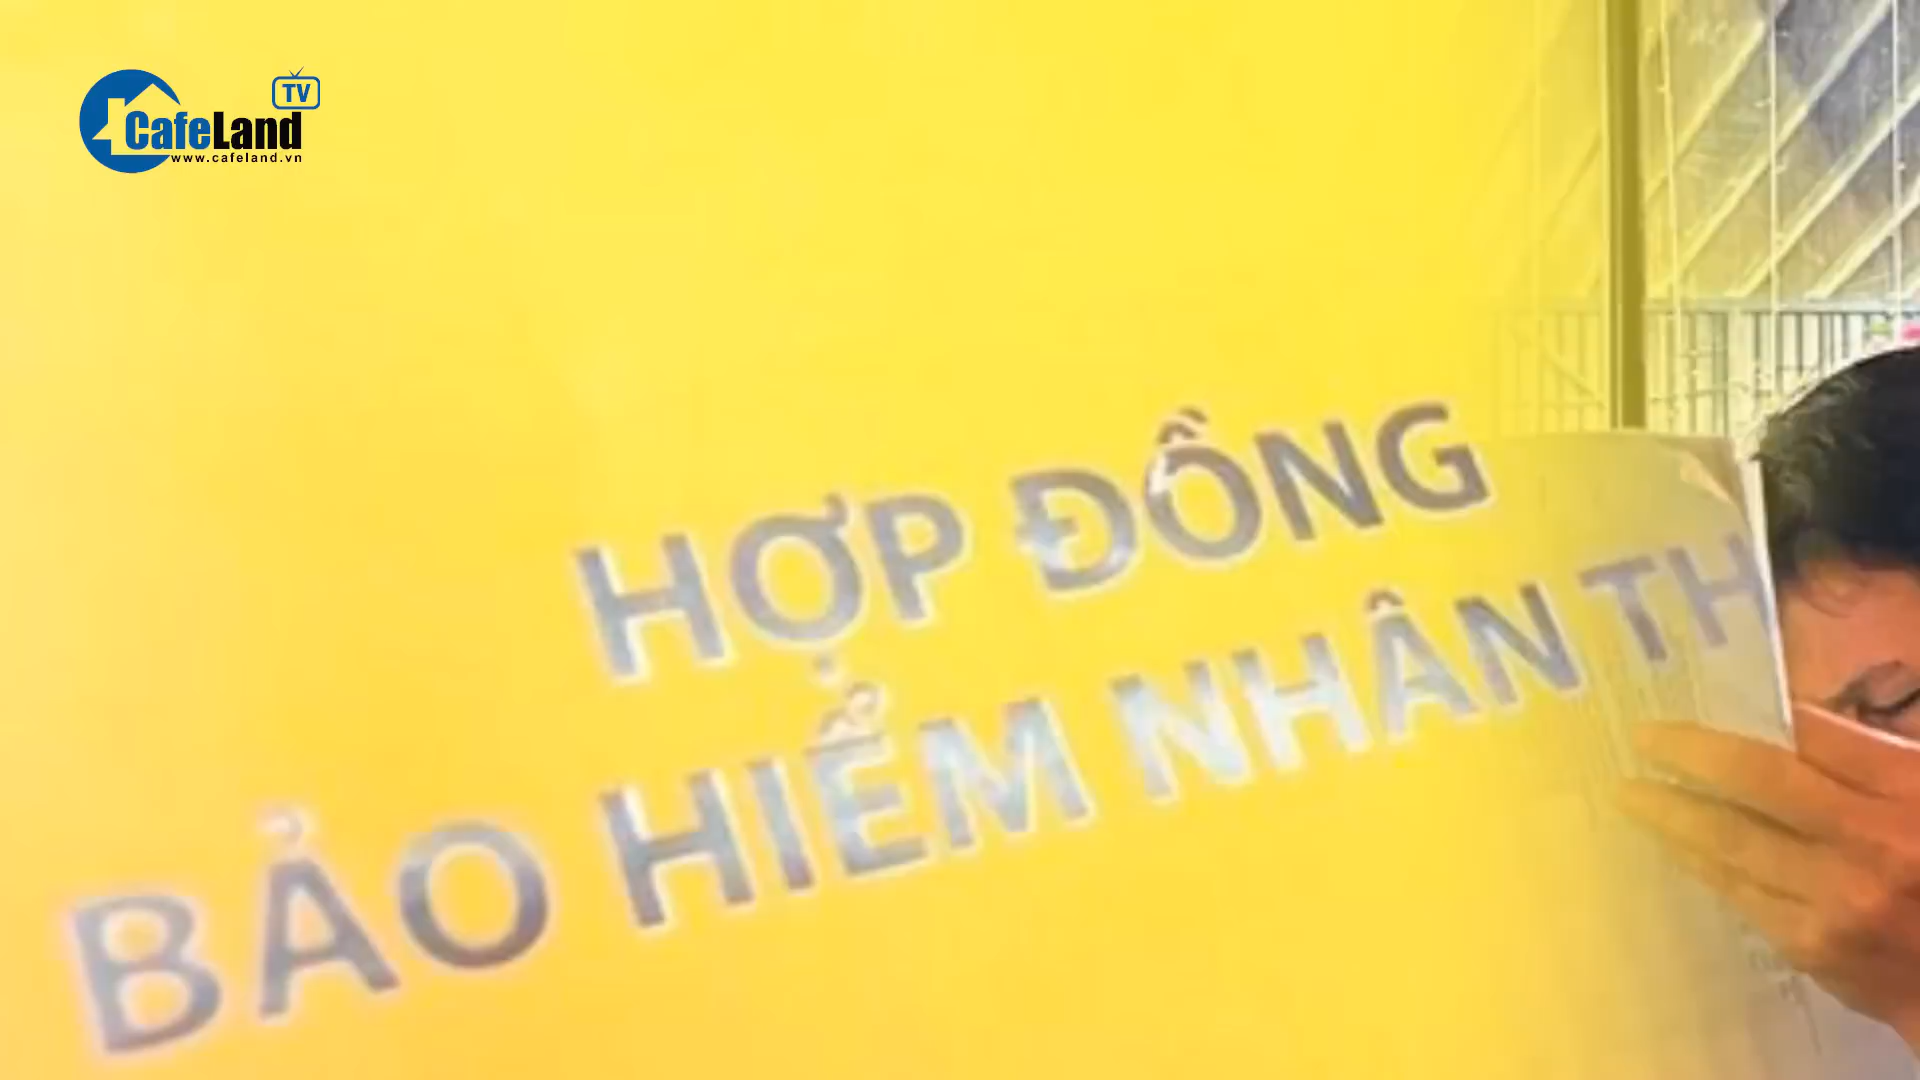 TV
CafeLand
www.cafeland.vn
HỢP ĐỒNG
BẢO HIỂM NHÂN TH